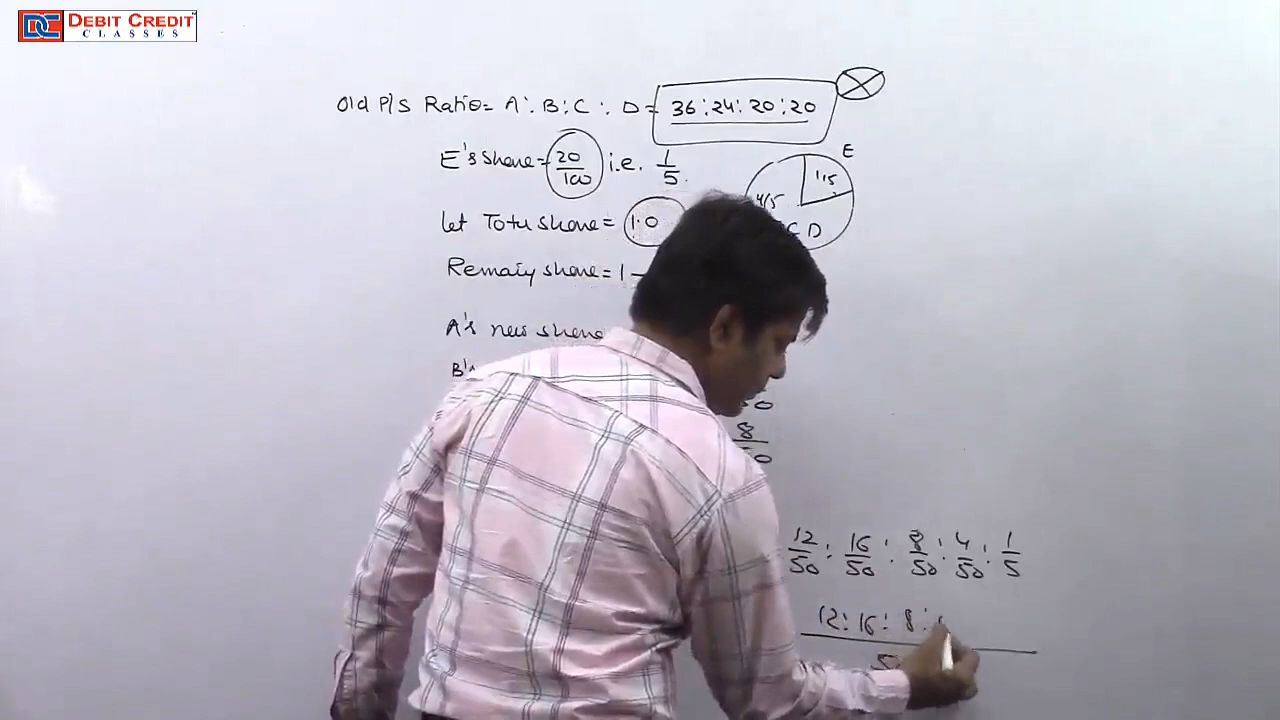 DEBIT CREDIT
CLASSES
Old P/S Ratio = A : B : C : D = 36 : 24 : 20 : 20
E's share = 20/100 i.e. 1/5.
E
1/5
4/5
C D
let Total share = 1.0
Remaing share = 1 -
A's new share
B's
8
12/50 : 16/50 : 8/50 : 4/50 : 1/5
12 : 16 : 8 :
5